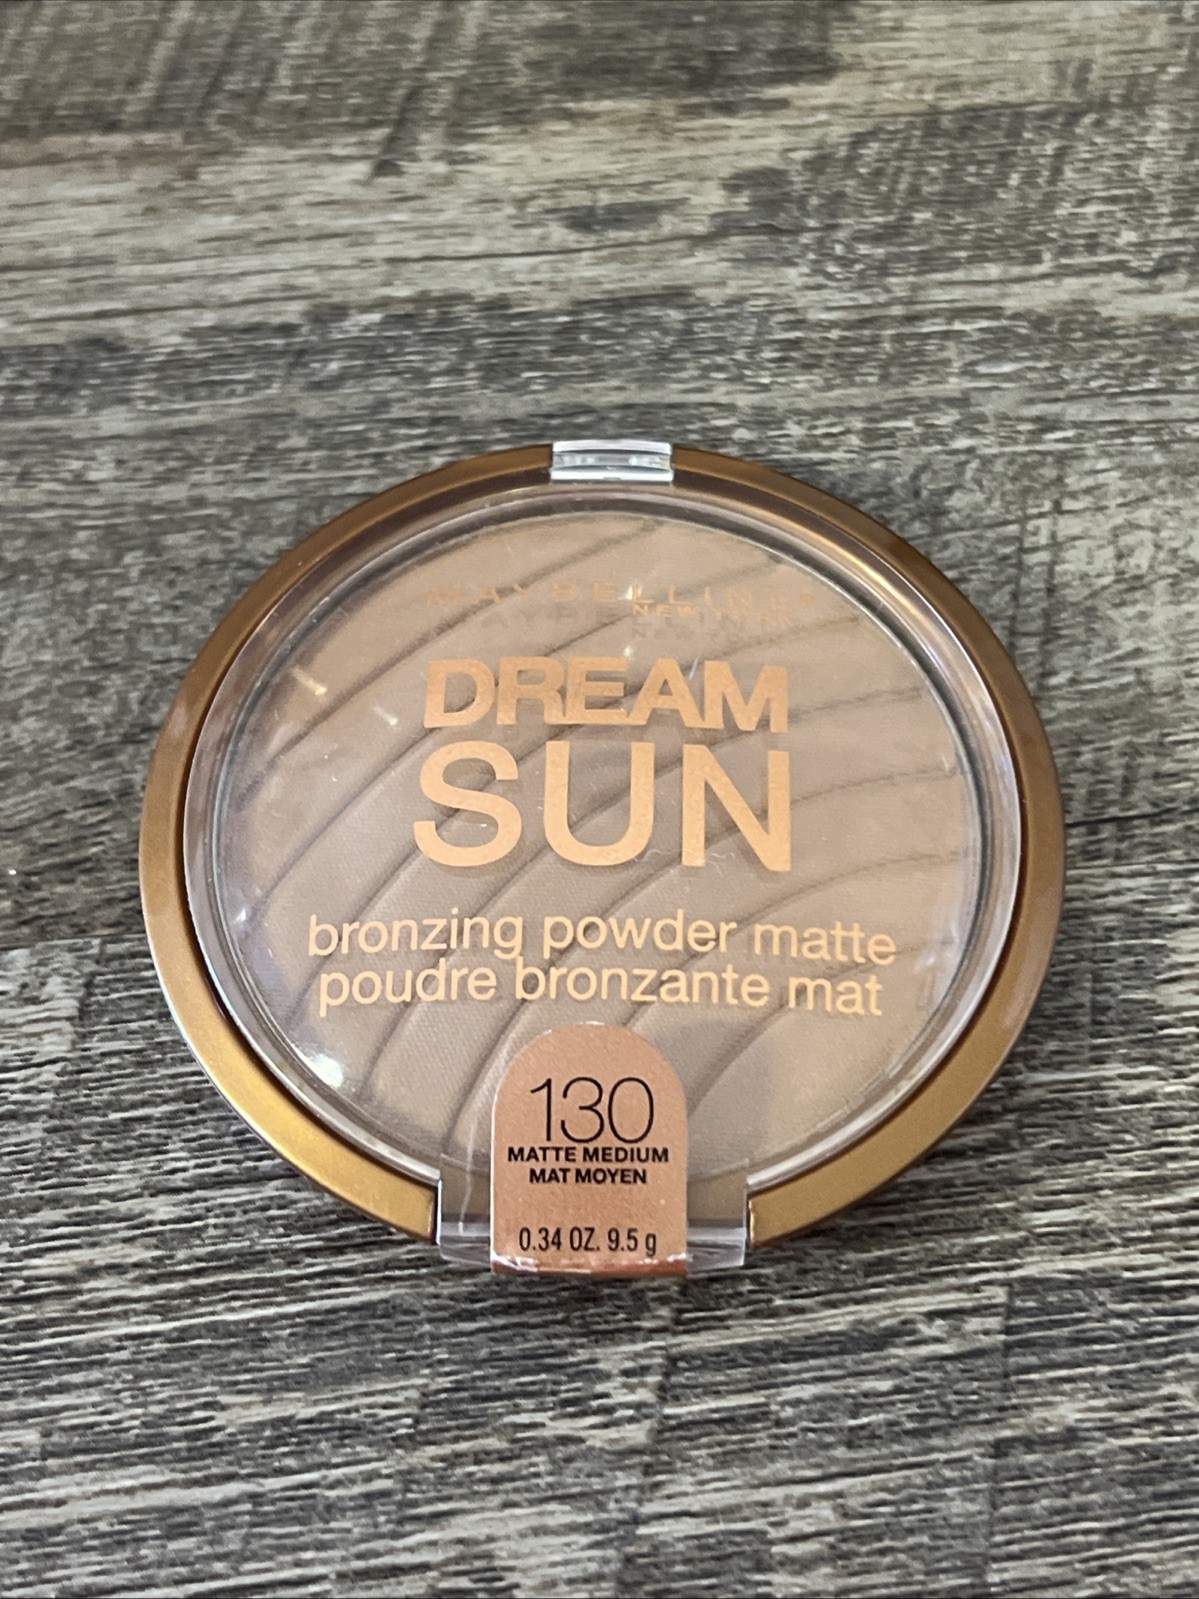 MAYBELLINE®
NEW YORK
DREAM
SUN
bronzing powder matte
poudre bronzante mat
130
MATTE MEDIUM
MAT MOYEN
0.34 OZ. 9.5 g